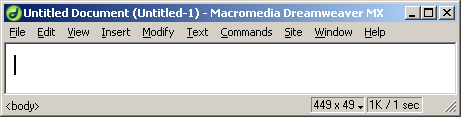 Untitled Document (Untitled-1) - Macromedia Dreamweaver MX
File Edit View Insert Modify Text Commands Site Window Help
<body> 449 x 49 1K / 1 sec